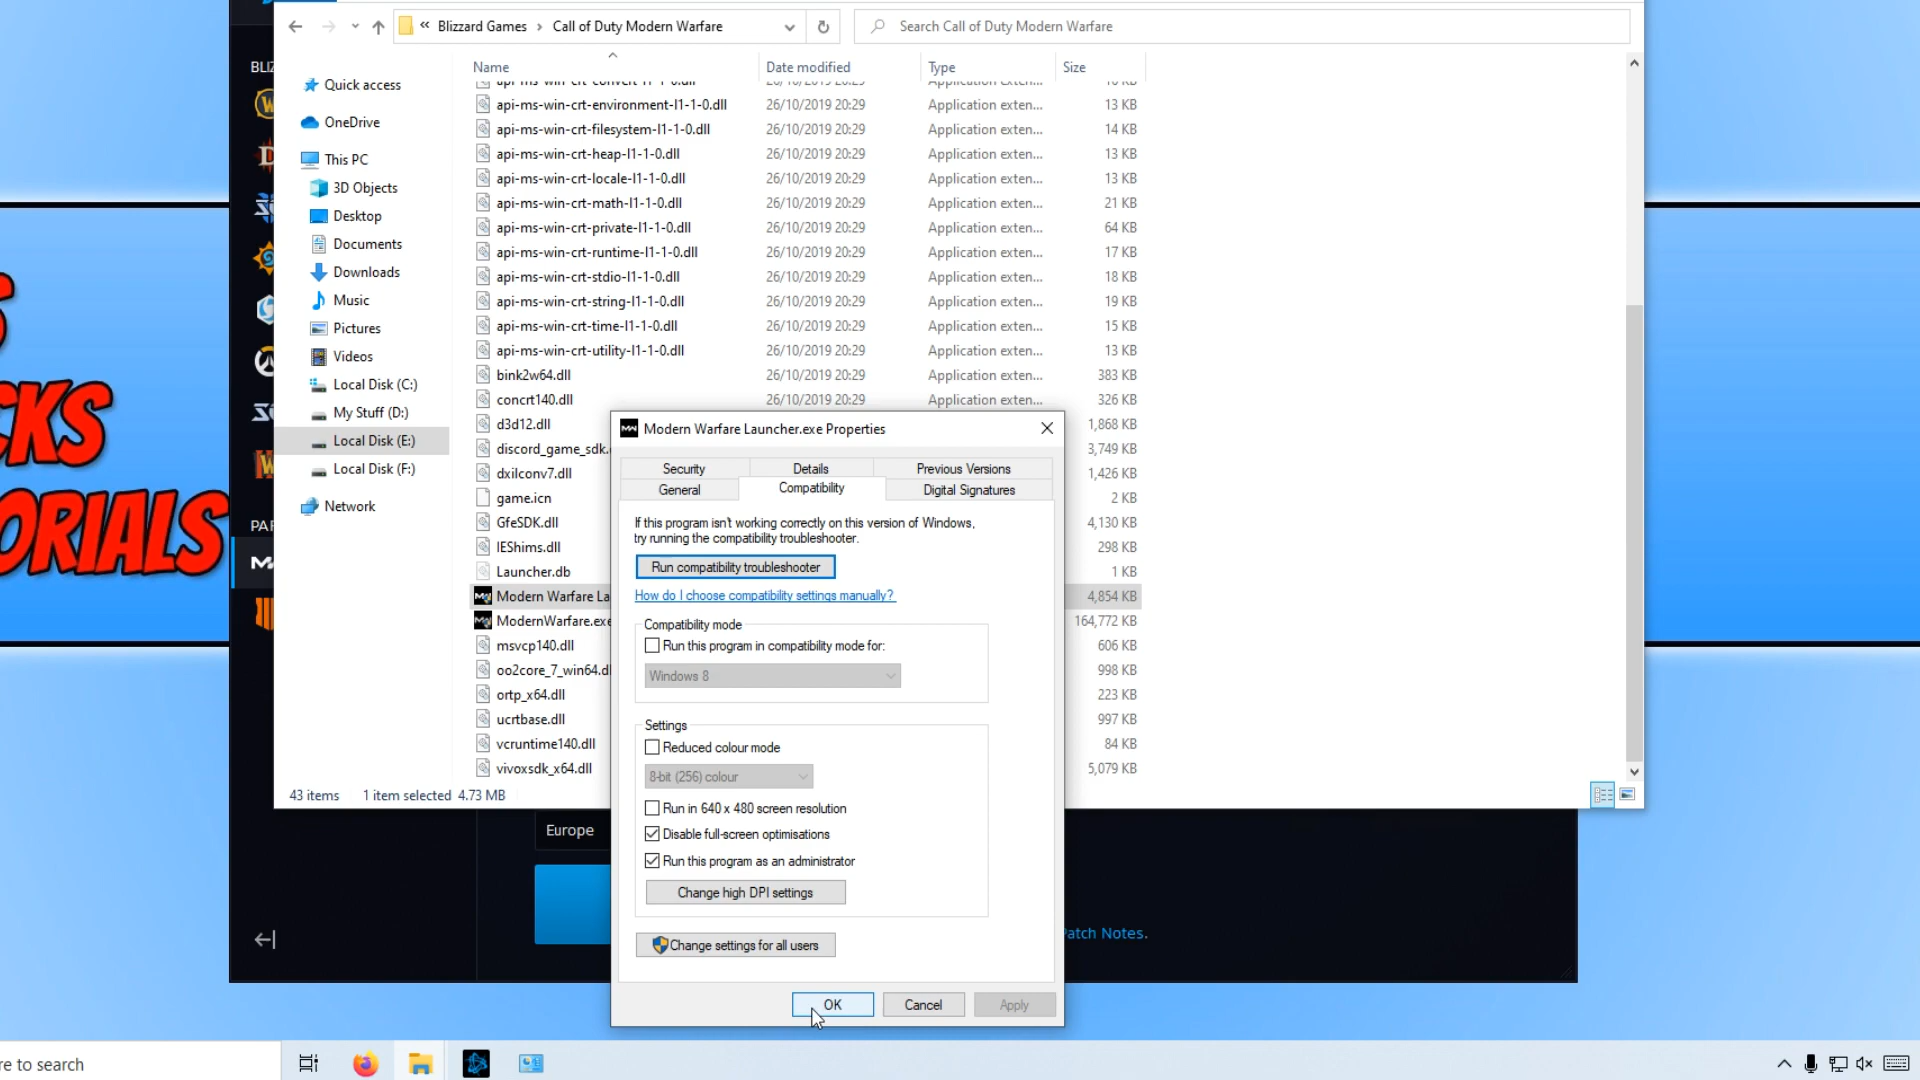 « Blizzard Games › Call of Duty Modern Warfare
Search Call of Duty Modern Warfare
Name Date modified Type Size
Quick access
OneDrive
This PC
3D Objects
Desktop
Documents
Downloads
Music
Pictures
Videos
Local Disk (C:)
My Stuff (D:)
Local Disk (E:)
Local Disk (F:)
Network
api-ms-win-crt-environment-l1-1-0.dll 26/10/2019 20:29 Application exten... 13 KB
api-ms-win-crt-filesystem-l1-1-0.dll 26/10/2019 20:29 Application exten... 14 KB
api-ms-win-crt-heap-l1-1-0.dll 26/10/2019 20:29 Application exten... 13 KB
api-ms-win-crt-locale-l1-1-0.dll 26/10/2019 20:29 Application exten... 13 KB
api-ms-win-crt-math-l1-1-0.dll 26/10/2019 20:29 Application exten... 21 KB
api-ms-win-crt-private-l1-1-0.dll 26/10/2019 20:29 Application exten... 64 KB
api-ms-win-crt-runtime-l1-1-0.dll 26/10/2019 20:29 Application exten... 17 KB
api-ms-win-crt-stdio-l1-1-0.dll 26/10/2019 20:29 Application exten... 18 KB
api-ms-win-crt-string-l1-1-0.dll 26/10/2019 20:29 Application exten... 19 KB
api-ms-win-crt-time-l1-1-0.dll 26/10/2019 20:29 Application exten... 15 KB
api-ms-win-crt-utility-l1-1-0.dll 26/10/2019 20:29 Application exten... 13 KB
bink2w64.dll 26/10/2019 20:29 Application exten... 383 KB
concrt140.dll 26/10/2019 20:29 Application exten... 326 KB
d3d12.dll 1,868 KB
discord_game_sdk. 3,749 KB
dxilconv7.dll 1,426 KB
game.icn 2 KB
GfeSDK.dll 4,130 KB
IEShims.dll 298 KB
Launcher.db 1 KB
Modern Warfare La 4,854 KB
ModernWarfare.exe 164,772 KB
msvcp140.dll 606 KB
oo2core_7_win64.dl 998 KB
ortp_x64.dll 223 KB
ucrtbase.dll 997 KB
vcruntime140.dll 84 KB
vivoxsdk_x64.dll 5,079 KB
43 items 1 item selected 4.73 MB
Modern Warfare Launcher.exe Properties
Security Details Previous Versions
General Compatibility Digital Signatures
If this program isn't working correctly on this version of Windows,
try running the compatibility troubleshooter.
Run compatibility troubleshooter
How do I choose compatibility settings manually?
Compatibility mode
Run this program in compatibility mode for:
Windows 8
Settings
Reduced colour mode
8-bit (256) colour
Run in 640 x 480 screen resolution
Disable full-screen optimisations
Run this program as an administrator
Change high DPI settings
Change settings for all users
OK Cancel Apply
BLIZ
PAR
Europe
Patch Notes.
CKS
ORIALS
re to search